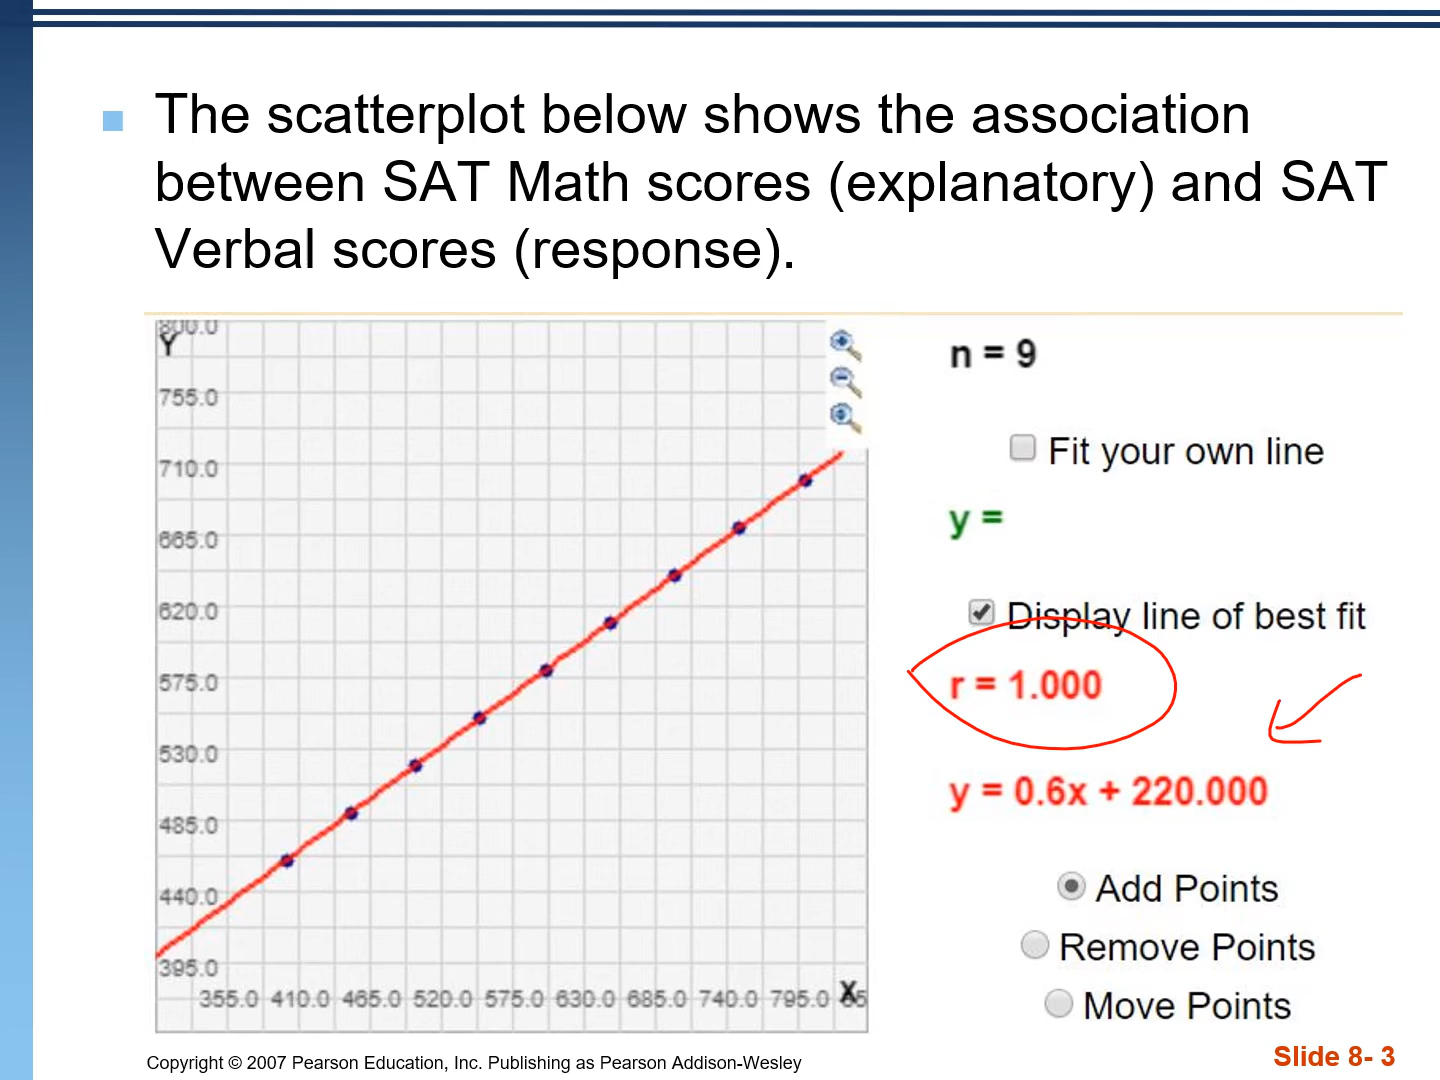 The scatterplot below shows the association
between SAT Math scores (explanatory) and SAT
Verbal scores (response).
800.0
Y
755.0
710.0
665.0
620.0
575.0
530.0
485.0
440.0
395.0
355.0 410.0 465.0 520.0 575.0 630.0 685.0 740.0 795.0 X
n = 9
Fit your own line
y =
Display line of best fit
r = 1.000
y = 0.6x + 220.000
Add Points
Remove Points
Move Points
Copyright © 2007 Pearson Education, Inc. Publishing as Pearson Addison-Wesley
Slide 8- 3